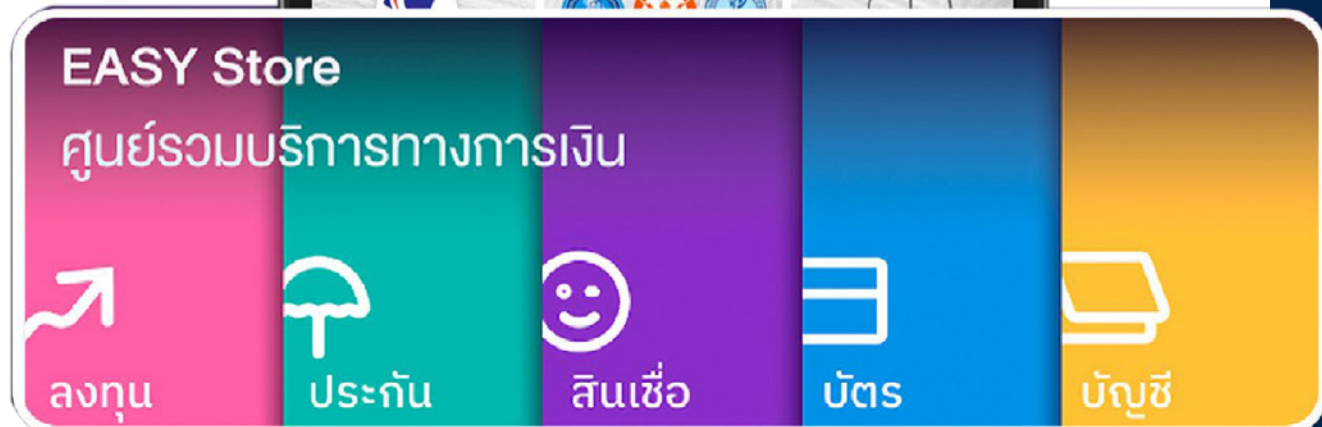 EASY Store
ศูนย์รวมบริการทางการเงิน
ลงทุน
ประกัน
สินเชื่อ
บัตร
บัญชี